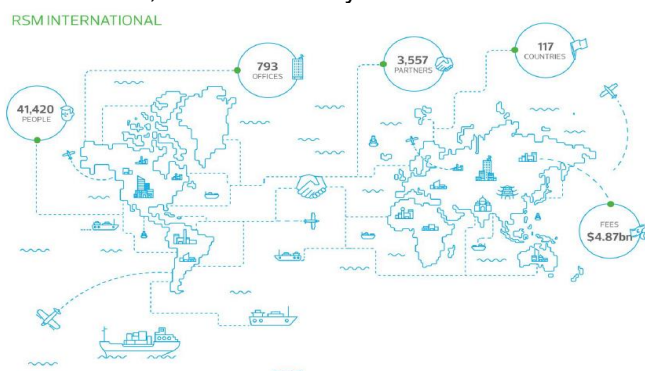 RSM INTERNATIONAL
793
OFFICES
3,557
PARTNERS
117
COUNTRIES
41,420
PEOPLE
FEES
$4.87bn